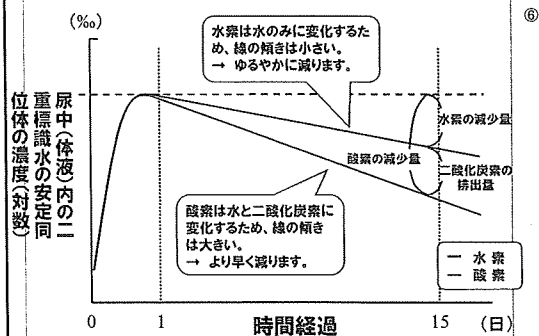 ⑥
(‰)
水素は水のみに変化するた
め、線の傾きは小さい。
→ ゆるやかに減ります。
尿中(体液)内の二
重標識水の安定同
位体の濃度(対数)
水素の減少量
酸素の減少量
二酸化炭素の
排出量
酸素は水と二酸化炭素に
変化するため、線の傾き
は大きい。
→ より早く減ります。
水 素
酸 素
0
1
15
(日)
時間経過